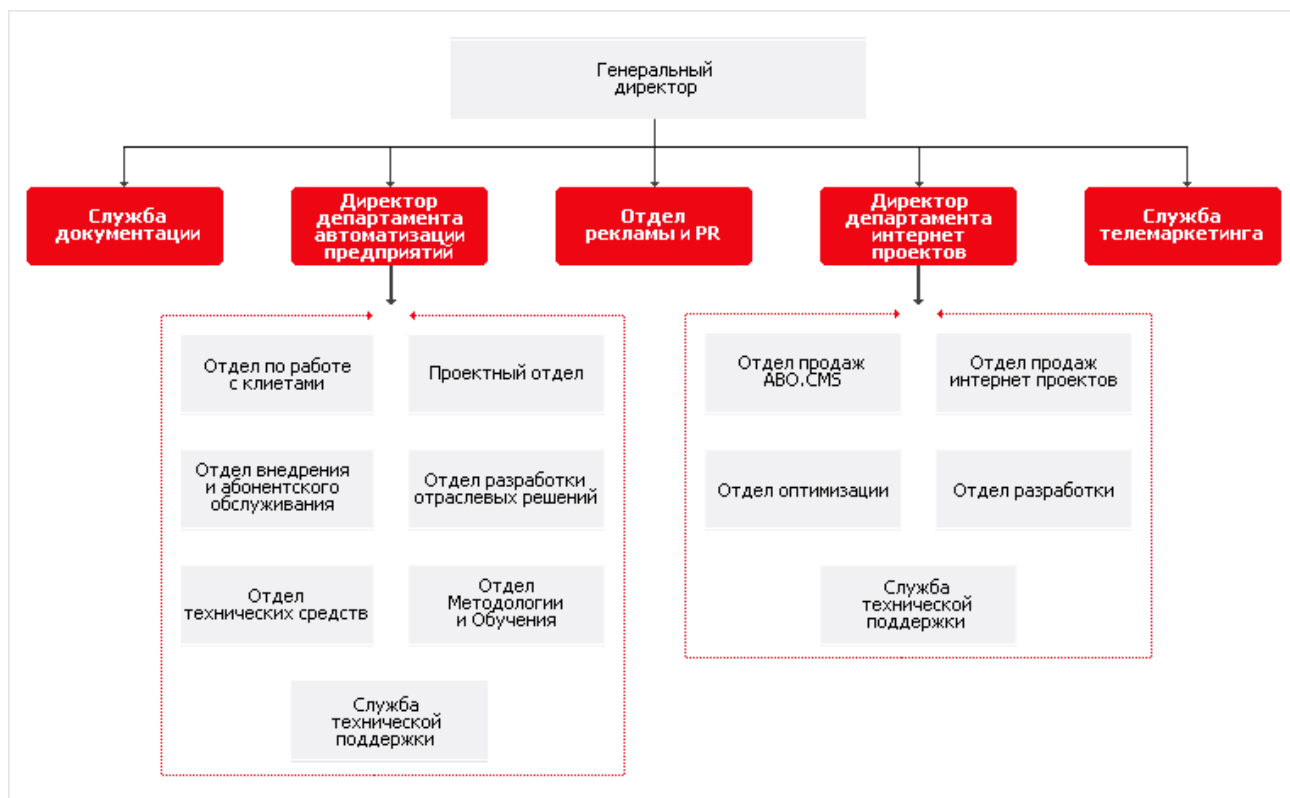 Генеральный
директор
Служба
документации
Директор
департамента
автоматизации
предприятий
Отдел
рекламы и PR
Директор
департамента
интернет
проектов
Служба
телемаркетинга
Отдел по работе
с клиетами
Проектный отдел
Отдел внедрения
и абонентского
обслуживания
Отдел разработки
отраслевых решений
Отдел
технических средств
Отдел
Методологии
и Обучения
Служба
технической
поддержки
Отдел продаж
ABO.CMS
Отдел продаж
интернет проектов
Отдел оптимизации
Отдел разработки
Служба
технической
поддержки